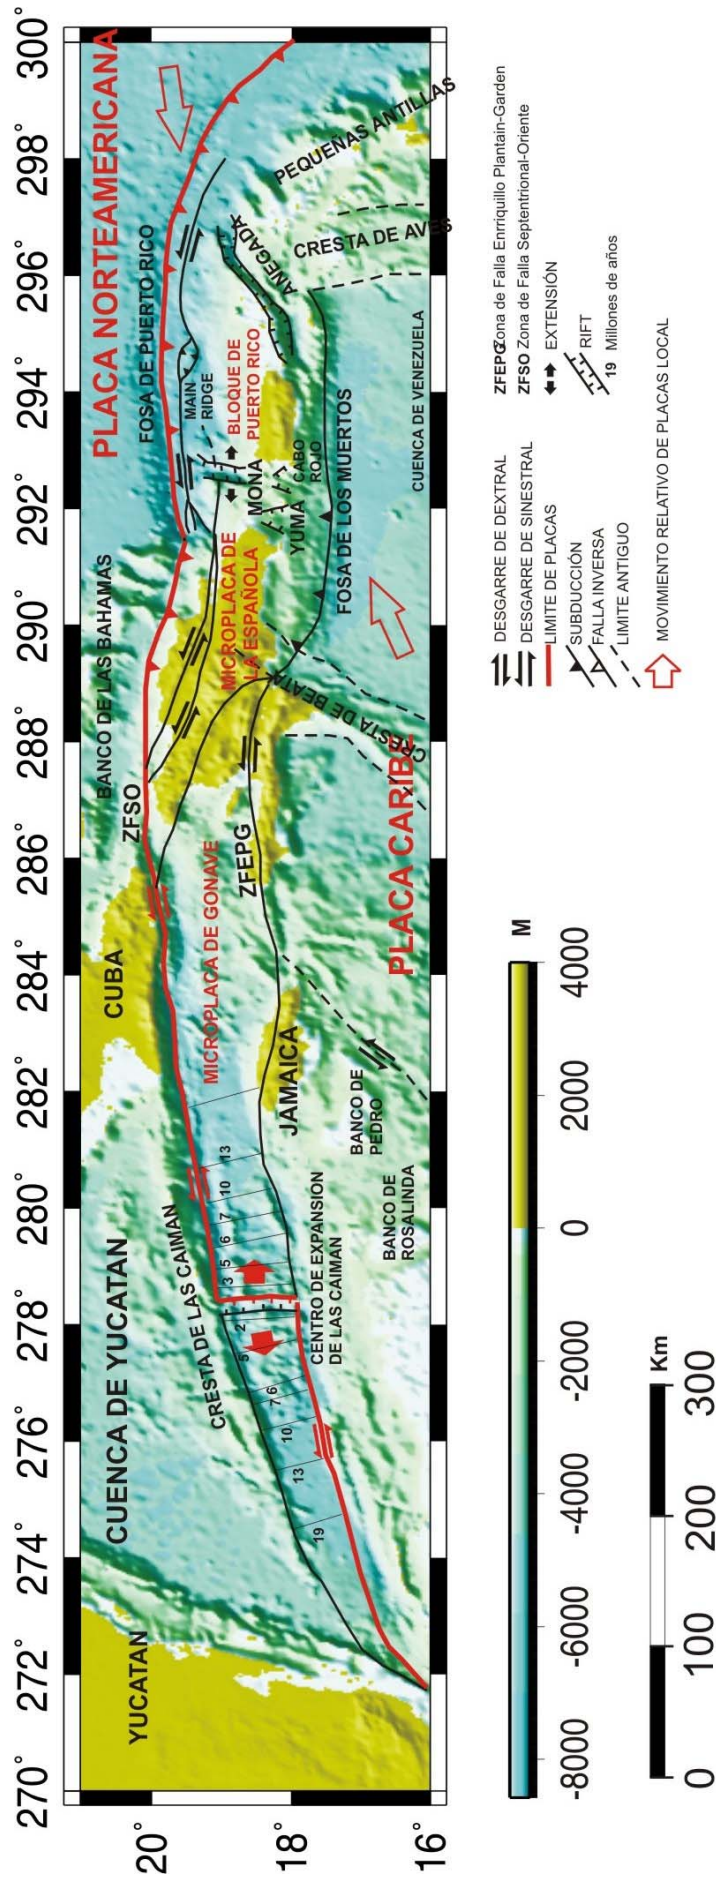 270° 272° 274° 276° 278° 280° 282° 284° 286° 288° 290° 292° 294° 296° 298° 300°
20°
18°
16°
YUCATAN
CUENCA DE YUCATAN
CRESTA DE LAS CAIMAN
CUBA
ZFSO
BANCO DE LAS BAHAMAS
FOSA DE PUERTO RICO
PLACA NORTEAMERICANA
MAIN
RIDGE
BLOQUE DE
PUERTO RICO
MICROPLACA DE GONAVE
MICROPLACA DE
LA ESPAÑOLA
MONA
YUMA
CABO
ROJO
ANEGADA
PEQUEÑAS ANTILLAS
CRESTA DE AVES
ZFEPG
JAMAICA
CRESTA DE BEATA
FOSA DE LOS MUERTOS
CUENCA DE VENEZUELA
PLACA CARIBE
CENTRO DE EXPANSION
DE LAS CAIMAN
BANCO DE
PEDRO
BANCO DE
ROSALINDA
19 13 10 7 6 5 2 3 5 6 7 10 13
M
-8000 -6000 -4000 -2000 0 2000 4000
Km
0 100 200 300
DESGARRE DE DEXTRAL
DESGARRE DE SINESTRAL
LIMITE DE PLACAS
SUBDUCCIÓN
FALLA INVERSA
LIMITE ANTIGUO
MOVIMIENTO RELATIVO DE PLACAS LOCAL
ZFEPG Zona de Falla Enrriquillo Plantain-Garden
ZFSO Zona de Falla Septentrional-Oriente
EXTENSIÓN
RIFT
19 Millones de años